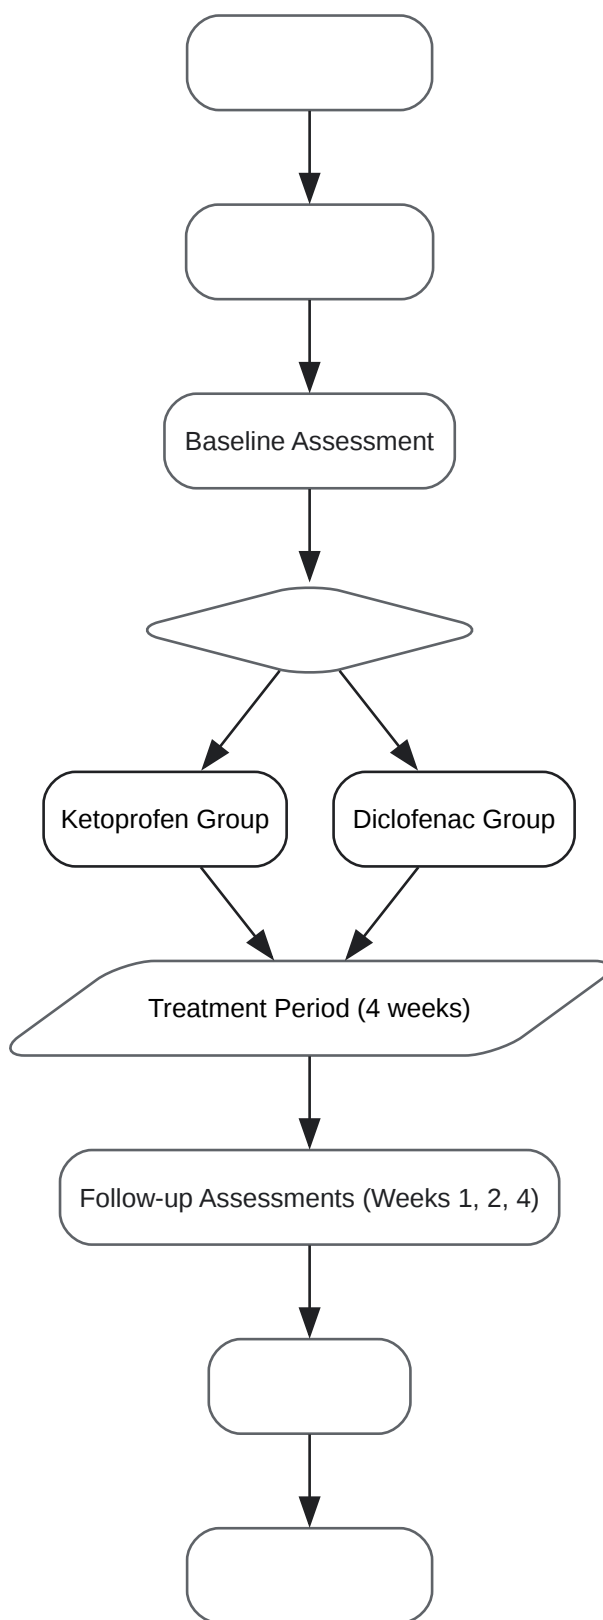 Baseline Assessment
Ketoprofen Group
Diclofenac Group
Treatment Period (4 weeks)
Follow-up Assessments (Weeks 1, 2, 4)